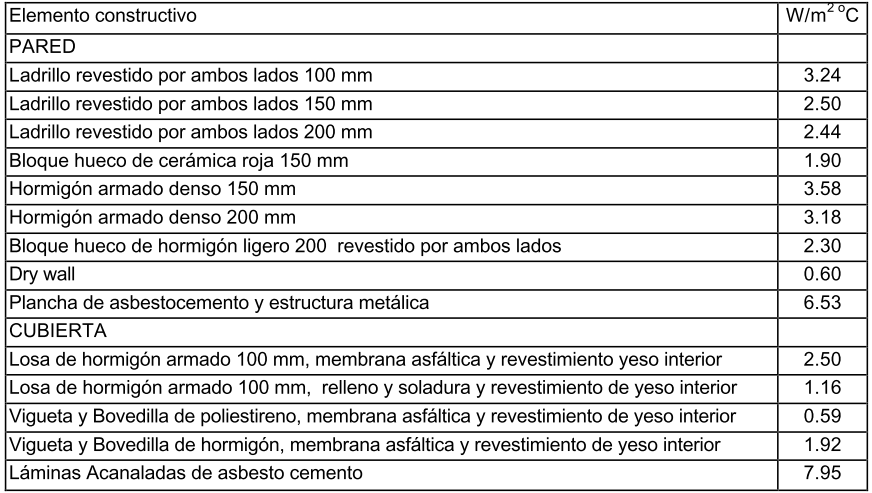 Elemento constructivo W/m² °C
PARED
Ladrillo revestido por ambos lados 100 mm 3.24
Ladrillo revestido por ambos lados 150 mm 2.50
Ladrillo revestido por ambos lados 200 mm 2.44
Bloque hueco de cerámica roja 150 mm 1.90
Hormigón armado denso 150 mm 3.58
Hormigón armado denso 200 mm 3.18
Bloque hueco de hormigón ligero 200 revestido por ambos lados 2.30
Dry wall 0.60
Plancha de asbestocemento y estructura metálica 6.53
CUBIERTA
Losa de hormigón armado 100 mm, membrana asfáltica y revestimiento yeso interior 2.50
Losa de hormigón armado 100 mm, relleno y soladura y revestimiento de yeso interior 1.16
Vigueta y Bovedilla de poliestireno, membrana asfáltica y revestimiento de yeso interior 0.59
Vigueta y Bovedilla de hormigón, membrana asfáltica y revestimiento de yeso interior 1.92
Láminas Acanaladas de asbesto cemento 7.95